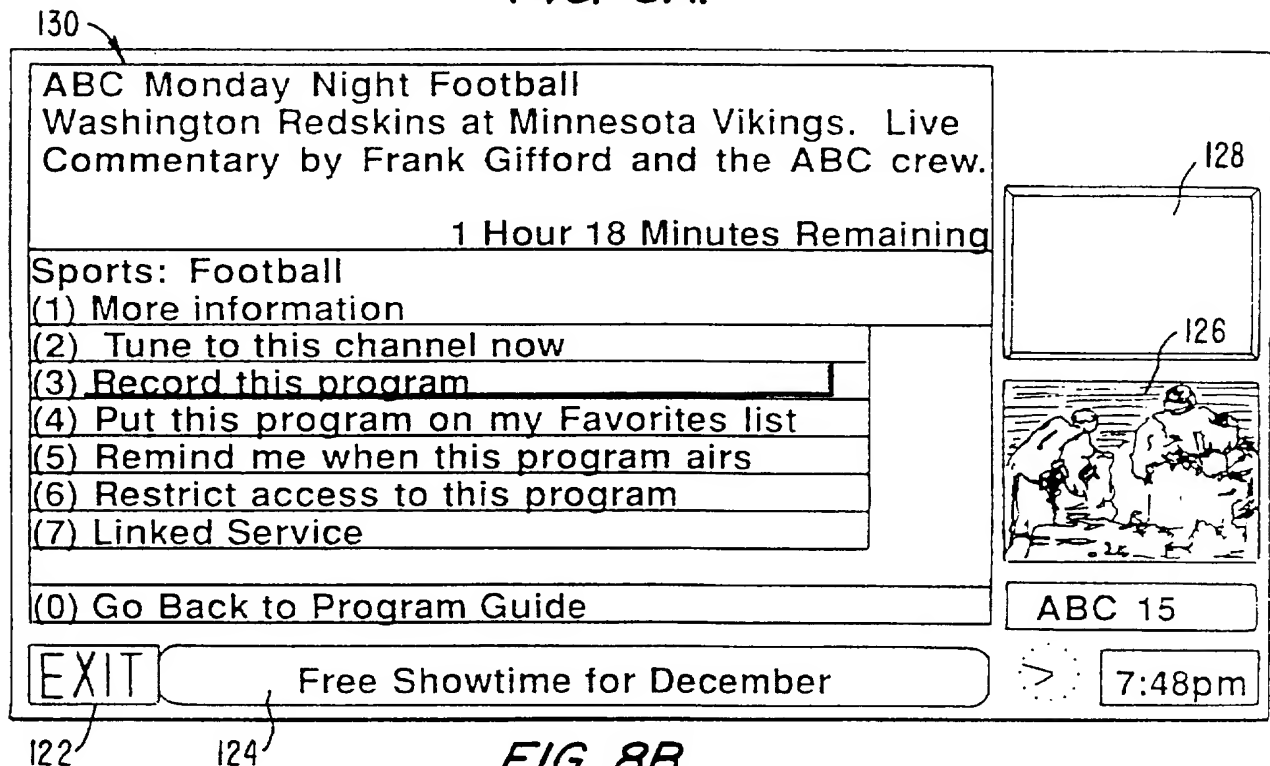 FIG. 8A.
130
ABC Monday Night Football
Washington Redskins at Minnesota Vikings. Live
Commentary by Frank Gifford and the ABC crew.
1 Hour 18 Minutes Remaining
Sports: Football
(1) More information
(2) Tune to this channel now
(3) Record this program
(4) Put this program on my Favorites list
(5) Remind me when this program airs
(6) Restrict access to this program
(7) Linked Service
(0) Go Back to Program Guide
128
126
ABC 15
EXIT
Free Showtime for December
7:48pm
122
124
FIG. 8B.